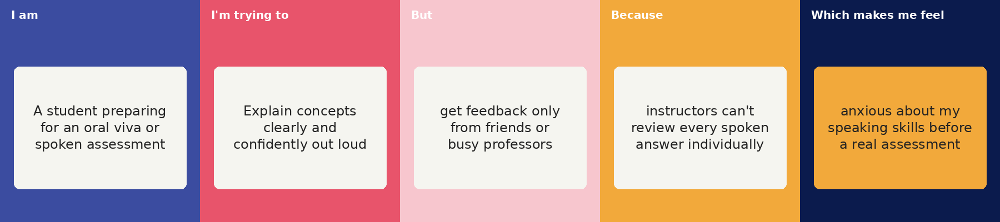 I am
A student preparing
for an oral viva or
spoken assessment
I'm trying to
Explain concepts
clearly and
confidently out loud
But
get feedback only
from friends or
busy professors
Because
instructors can't
review every spoken
answer individually
Which makes me feel
anxious about my
speaking skills before
a real assessment